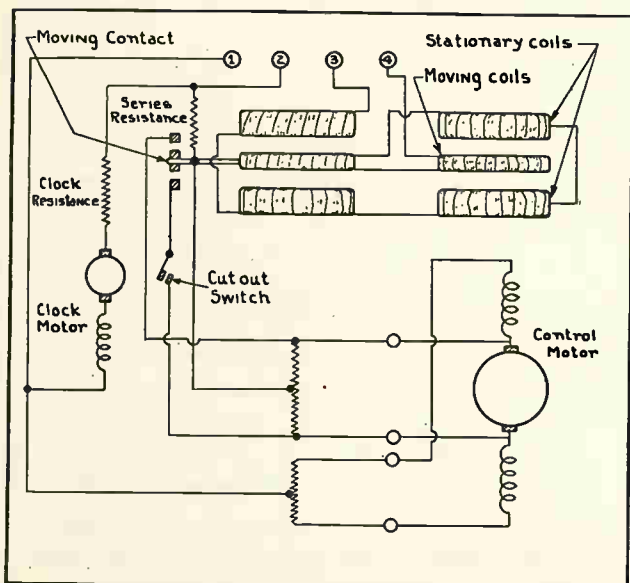 Moving Contact
1 2 3 4
Stationary coils
Moving coils
Series
Resistance
Clock
Resistance
Cut out
Switch
Clock
Motor
Control
Motor